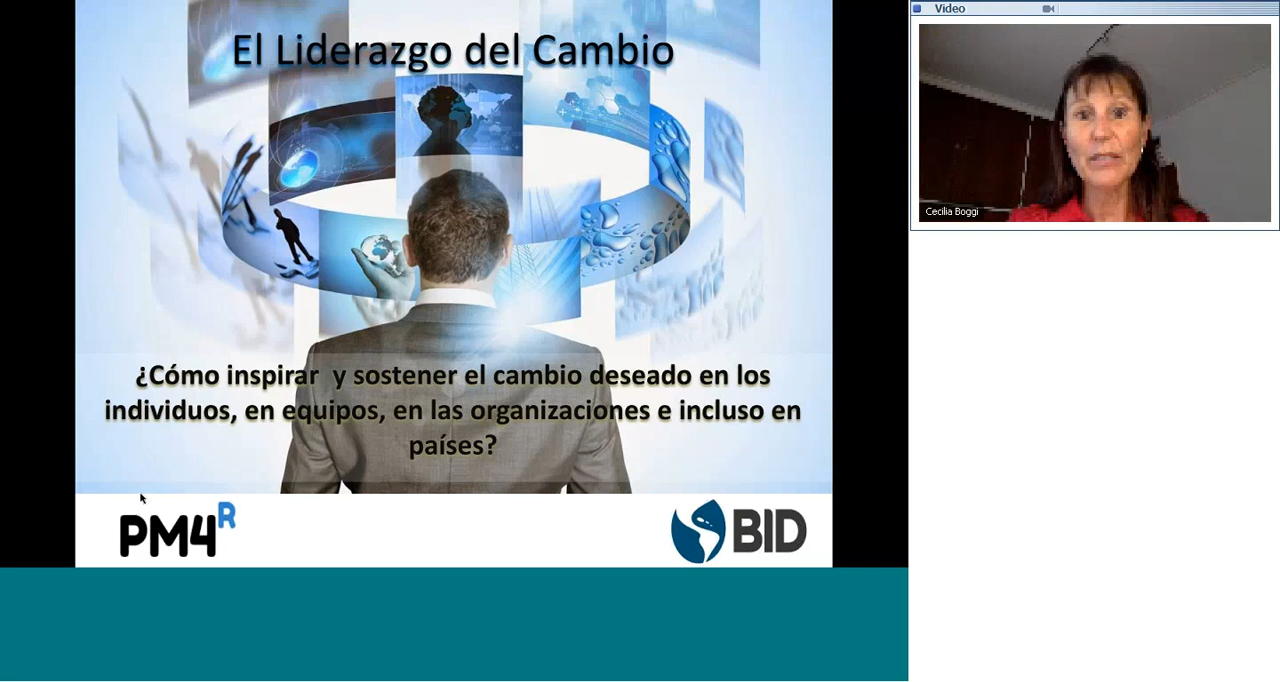 El Liderazgo del Cambio
¿Cómo inspirar y sostener el cambio deseado en los
individuos, en equipos, en las organizaciones e incluso en
países?
PM4R
BID
Video
Cecilia Boggi